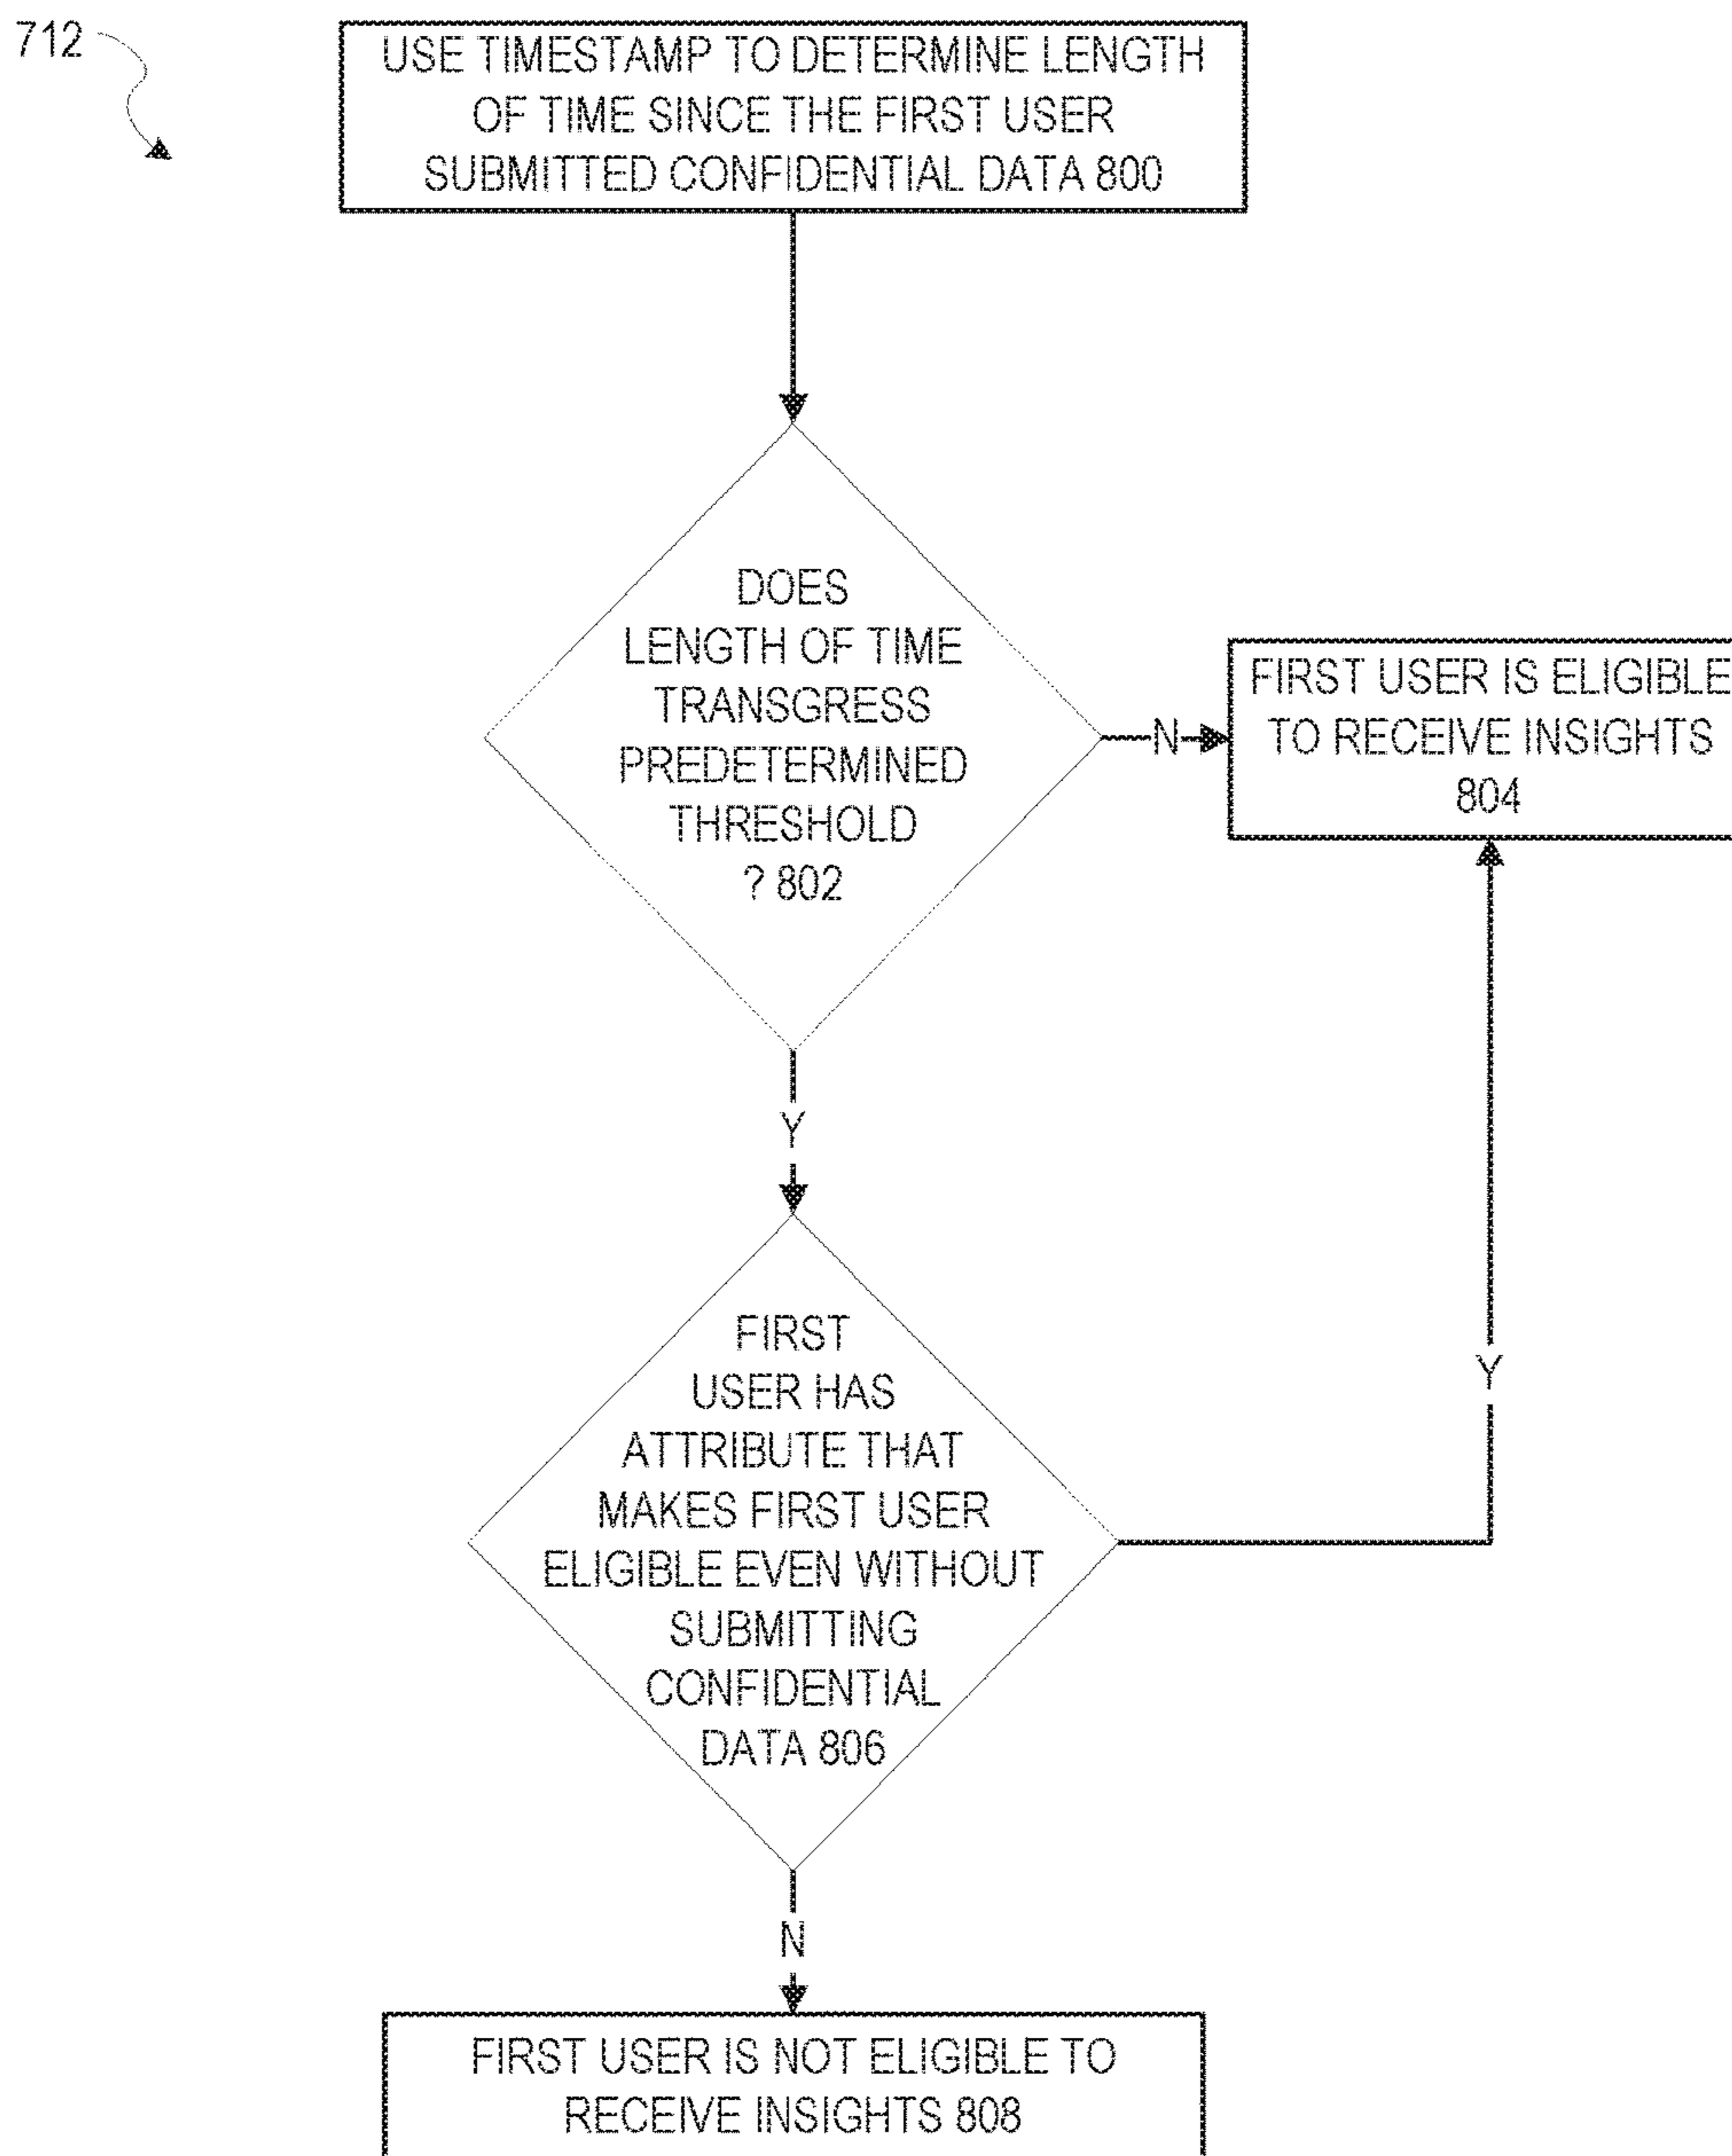 712
USE TIMESTAMP TO DETERMINE LENGTH
OF TIME SINCE THE FIRST USER
SUBMITTED CONFIDENTIAL DATA 800
DOES
LENGTH OF TIME
TRANSGRESS
PREDETERMINED
THRESHOLD
? 802
N
FIRST USER IS ELIGIBLE
TO RECEIVE INSIGHTS
804
Y
FIRST
USER HAS
ATTRIBUTE THAT
MAKES FIRST USER
ELIGIBLE EVEN WITHOUT
SUBMITTING
CONFIDENTIAL
DATA 806
Y
N
FIRST USER IS NOT ELIGIBLE TO
RECEIVE INSIGHTS 808